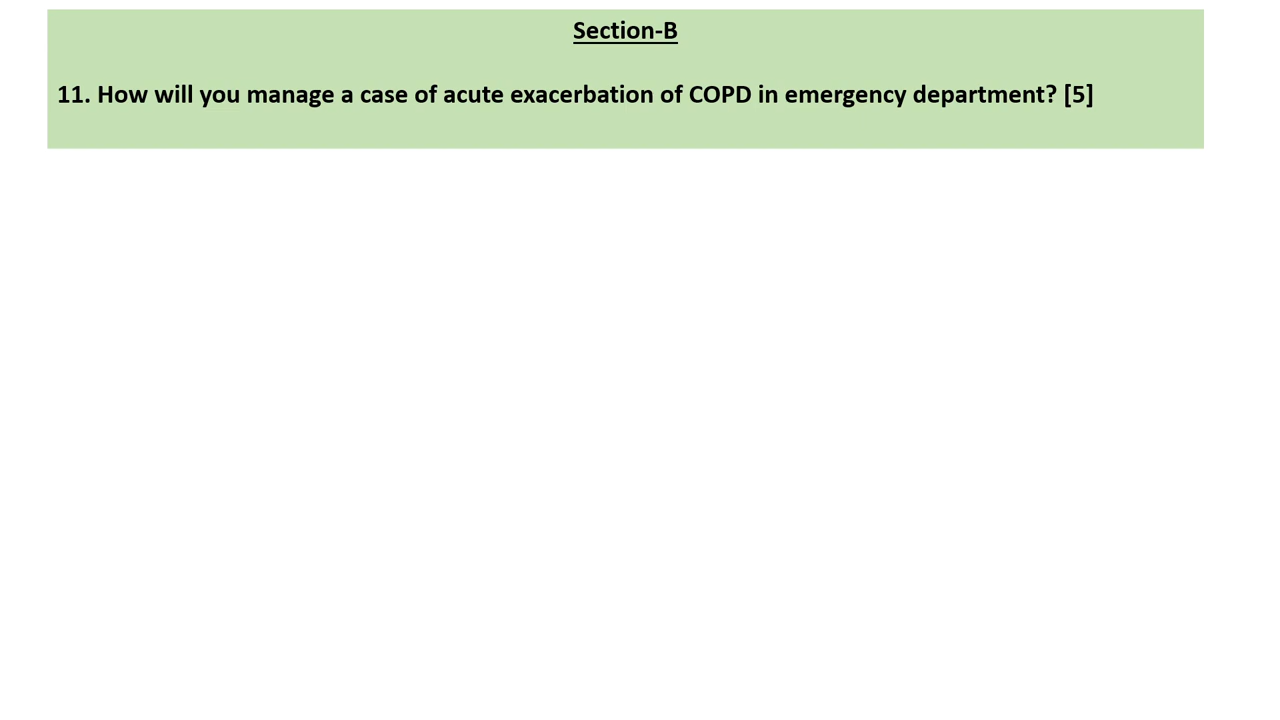 Section-B
11. How will you manage a case of acute exacerbation of COPD in emergency department? [5]